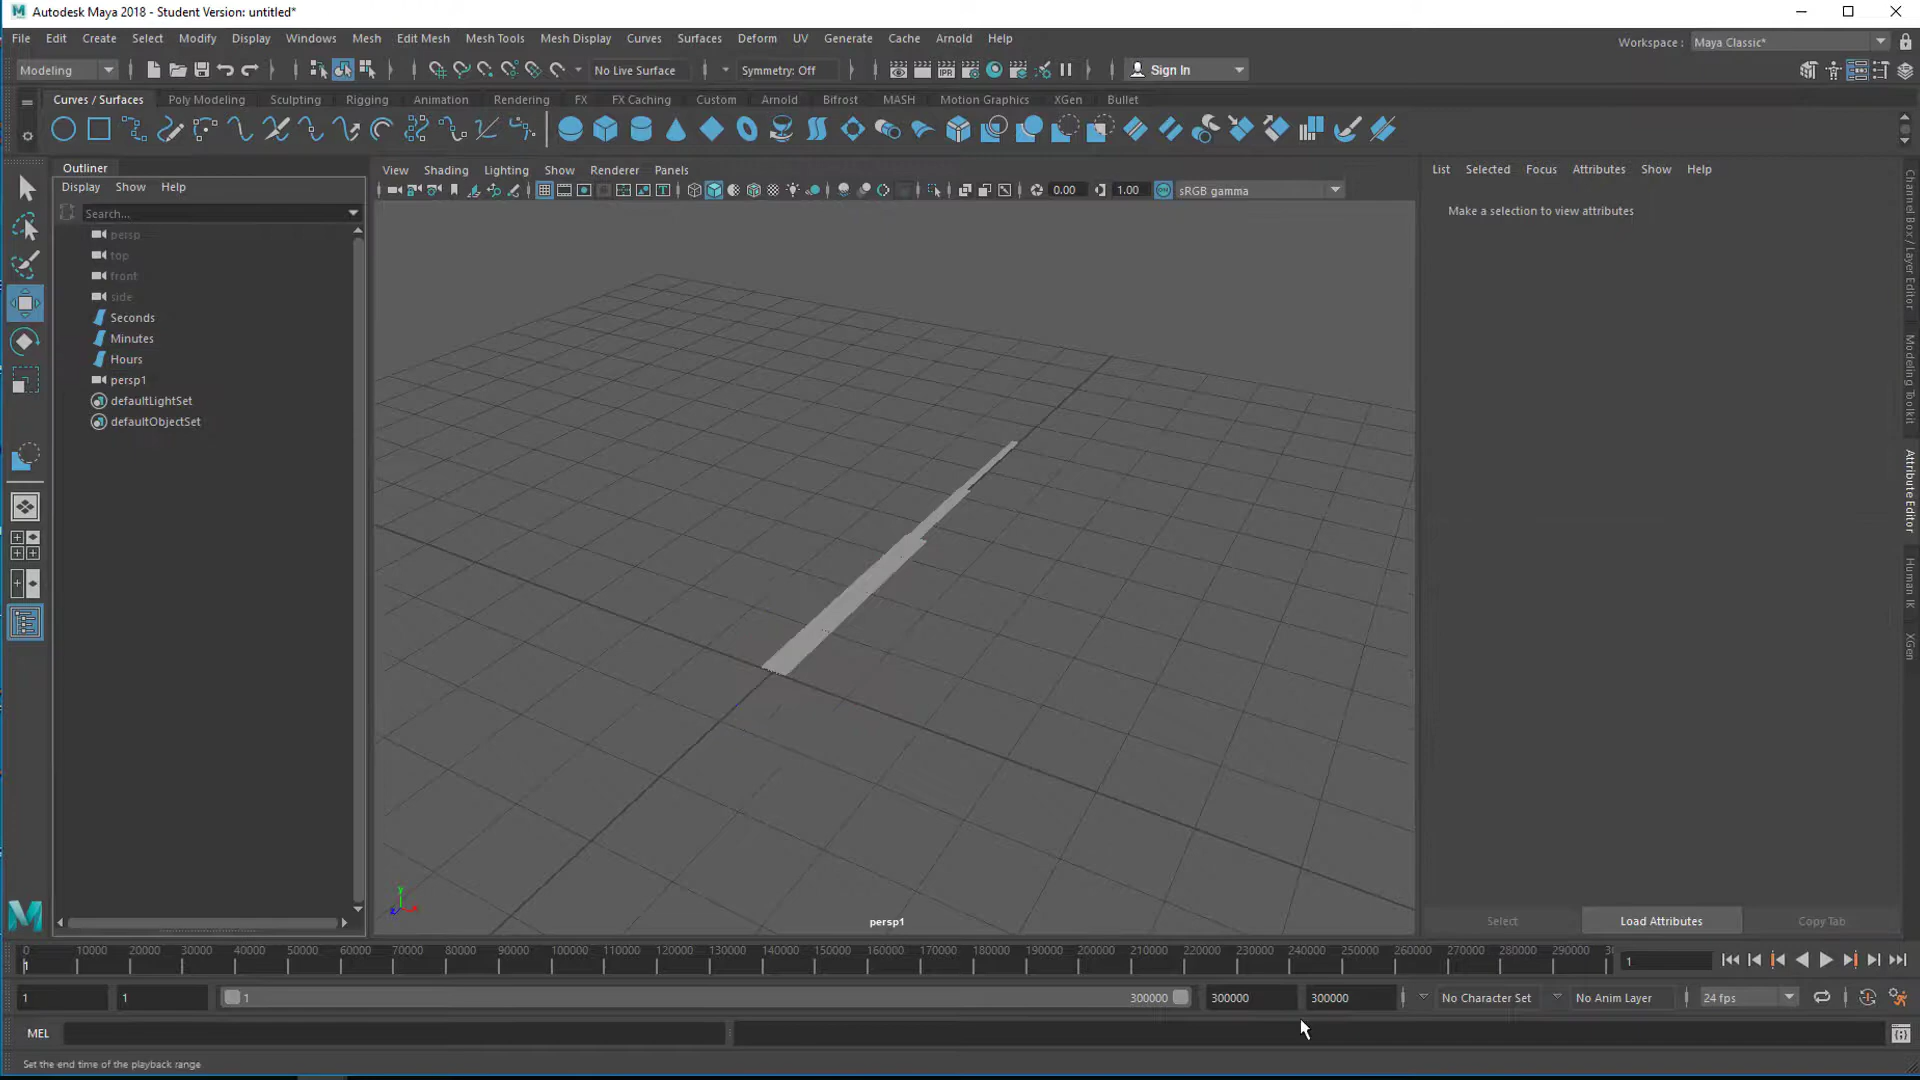 Autodesk Maya 2018 - Student Version: untitled*
File Edit Create Select Modify Display Windows Mesh Edit Mesh Mesh Tools Mesh Display Curves Surfaces Deform UV Generate Cache Arnold Help
Workspace : Maya Classic*
Modeling No Live Surface Symmetry: Off IPR Sign In
Curves / Surfaces Poly Modeling Sculpting Rigging Animation Rendering FX FX Caching Custom Arnold Bifrost MASH Motion Graphics XGen Bullet
Outliner
Display Show Help
Search...
persp
top
front
side
Seconds
Minutes
Hours
persp1
defaultLightSet
defaultObjectSet
View Shading Lighting Show Renderer Panels
0.00 1.00 ON sRGB gamma
y
x
z
persp1
List Selected Focus Attributes Show Help
Make a selection to view attributes
Select Load Attributes Copy Tab
Channel Box / Layer Editor
Modeling Toolkit
Attribute Editor
Human IK
XGen
0 10000 20000 30000 40000 50000 60000 70000 80000 90000 100000 110000 120000 130000 140000 150000 160000 170000 180000 190000 200000 210000 220000 230000 240000 250000 260000 270000 280000 290000
1 1
1 1 1 300000 300000 300000 No Character Set No Anim Layer 24 fps
MEL
Set the end time of the playback range